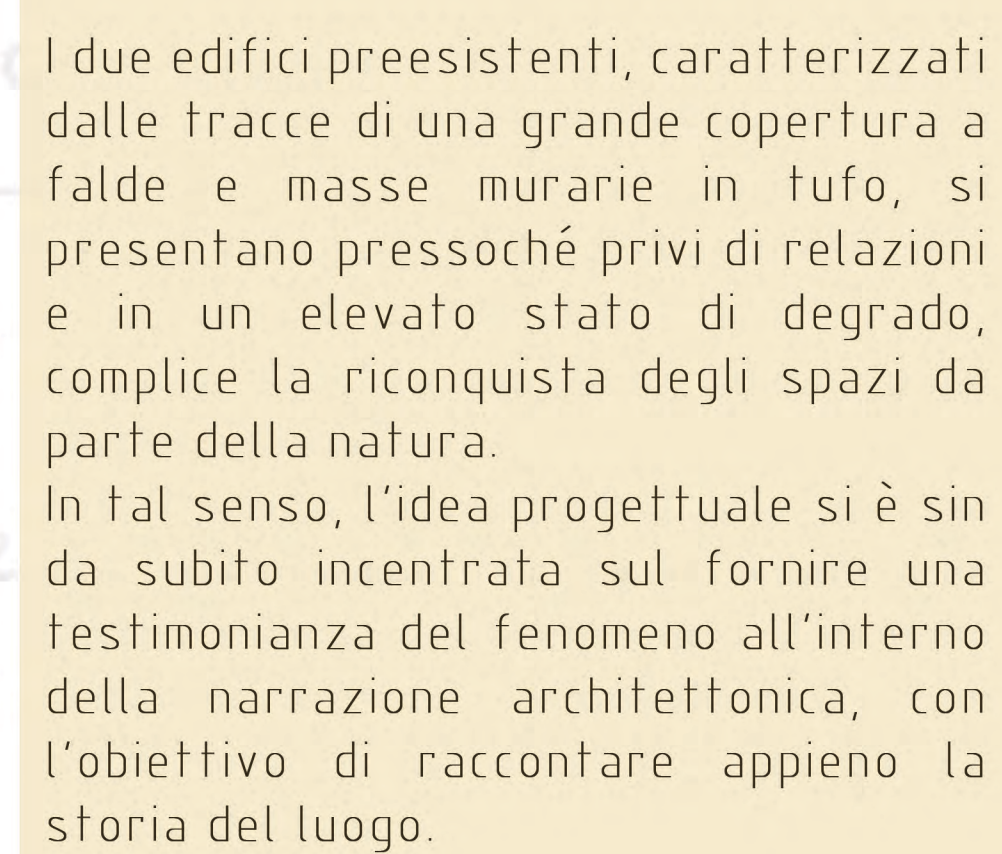 I due edifici preesistenti, caratterizzati
dalle tracce di una grande copertura a
falde e masse murarie in tufo, si
presentano pressoché privi di relazioni
e in un elevato stato di degrado,
complice la riconquista degli spazi da
parte della natura.
In tal senso, l'idea progettuale si è sin
da subito incentrata sul fornire una
testimonianza del fenomeno all'interno
della narrazione architettonica, con
l'obiettivo di raccontare appieno la
storia del luogo.